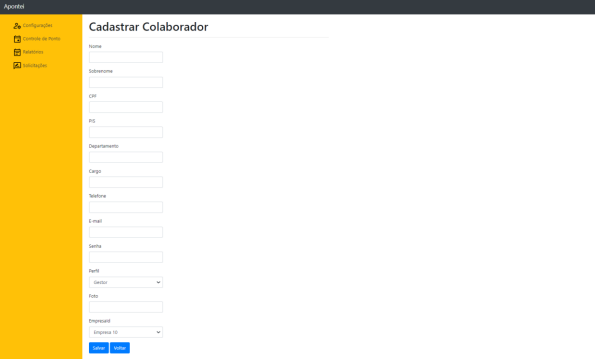 Apontei
Configurações
Controle de Ponto
Relatórios
Solicitações
Cadastrar Colaborador
Nome
Sobrenome
CPF
PIS
Departamento
Cargo
Telefone
E-mail
Senha
Perfil
Gestor
Foto
EmpresaId
Empresa 10
Salvar Voltar